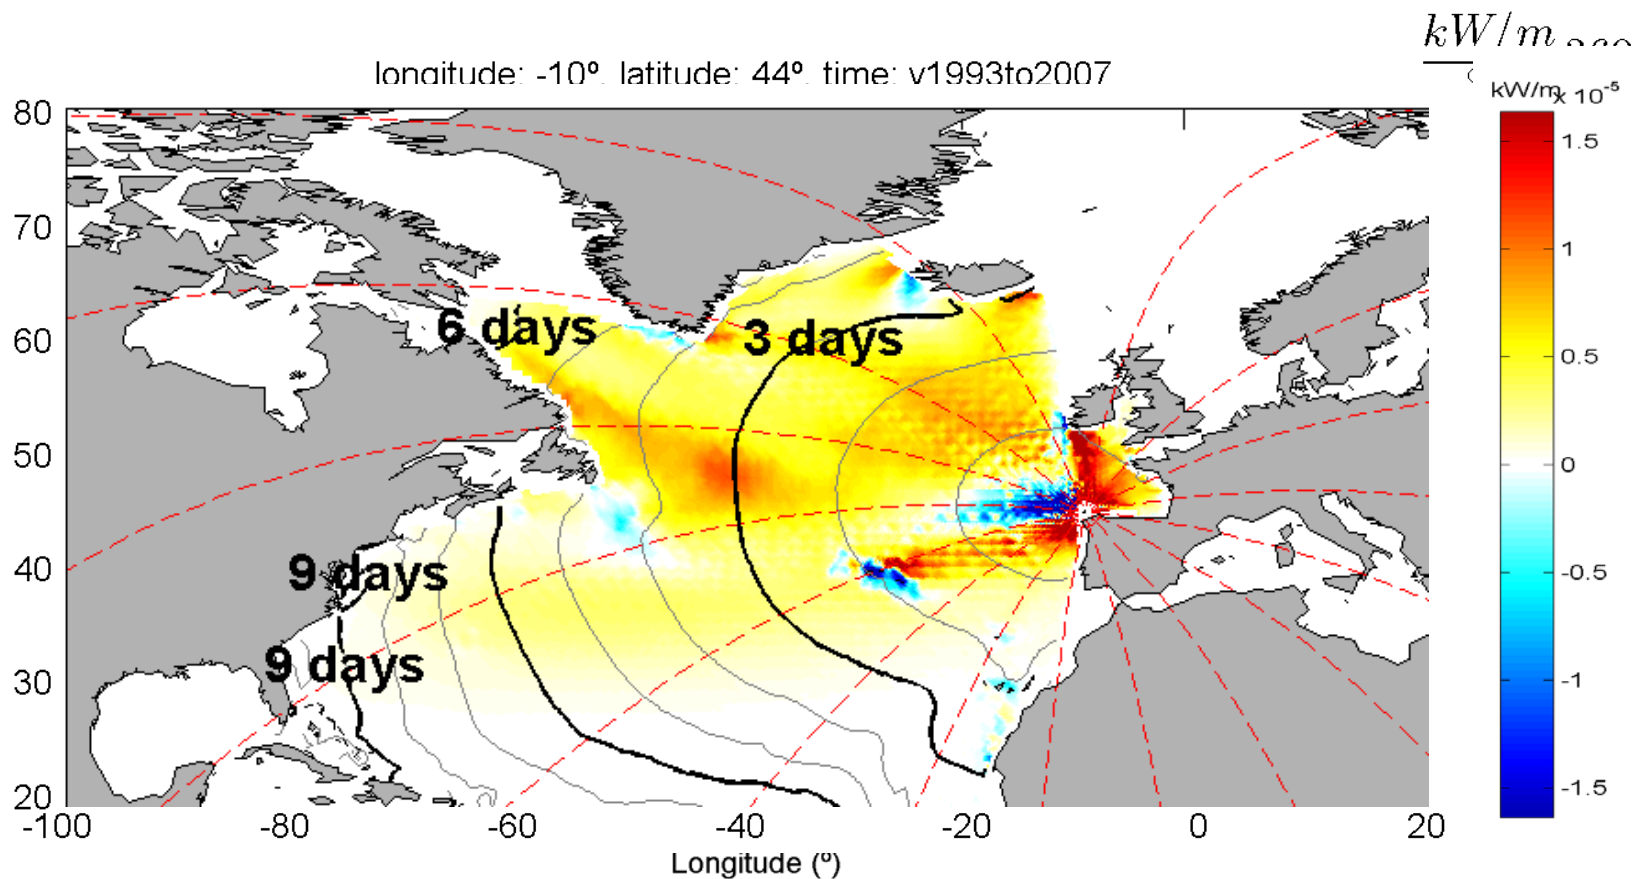 kW/m
longitude: -10º, latitude: 44º, time: y1993to2007
kW/m x 10⁻⁵
80
70
60
50
40
30
20
6 days
3 days
9 days
9 days
1.5
1
0.5
0
-0.5
-1
-1.5
-100 -80 -60 -40 -20 0 20
Longitude (º)